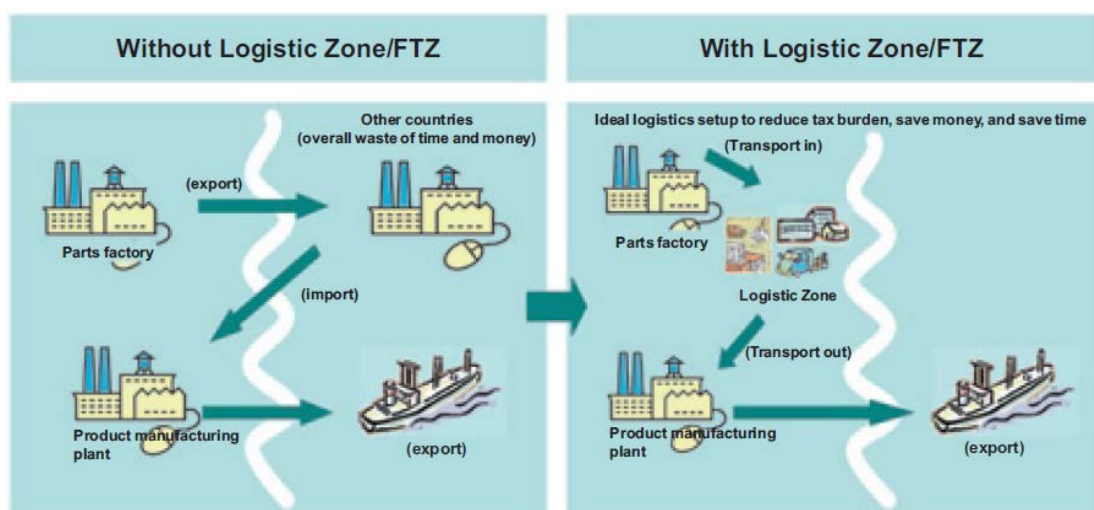 Without Logistic Zone/FTZ
Other countries
(overall waste of time and money)
(export)
Parts factory
(import)
Product manufacturing
plant
(export)
With Logistic Zone/FTZ
Ideal logistics setup to reduce tax burden, save money, and save time
(Transport in)
Parts factory
Logistic Zone
(Transport out)
Product manufacturing
plant
(export)